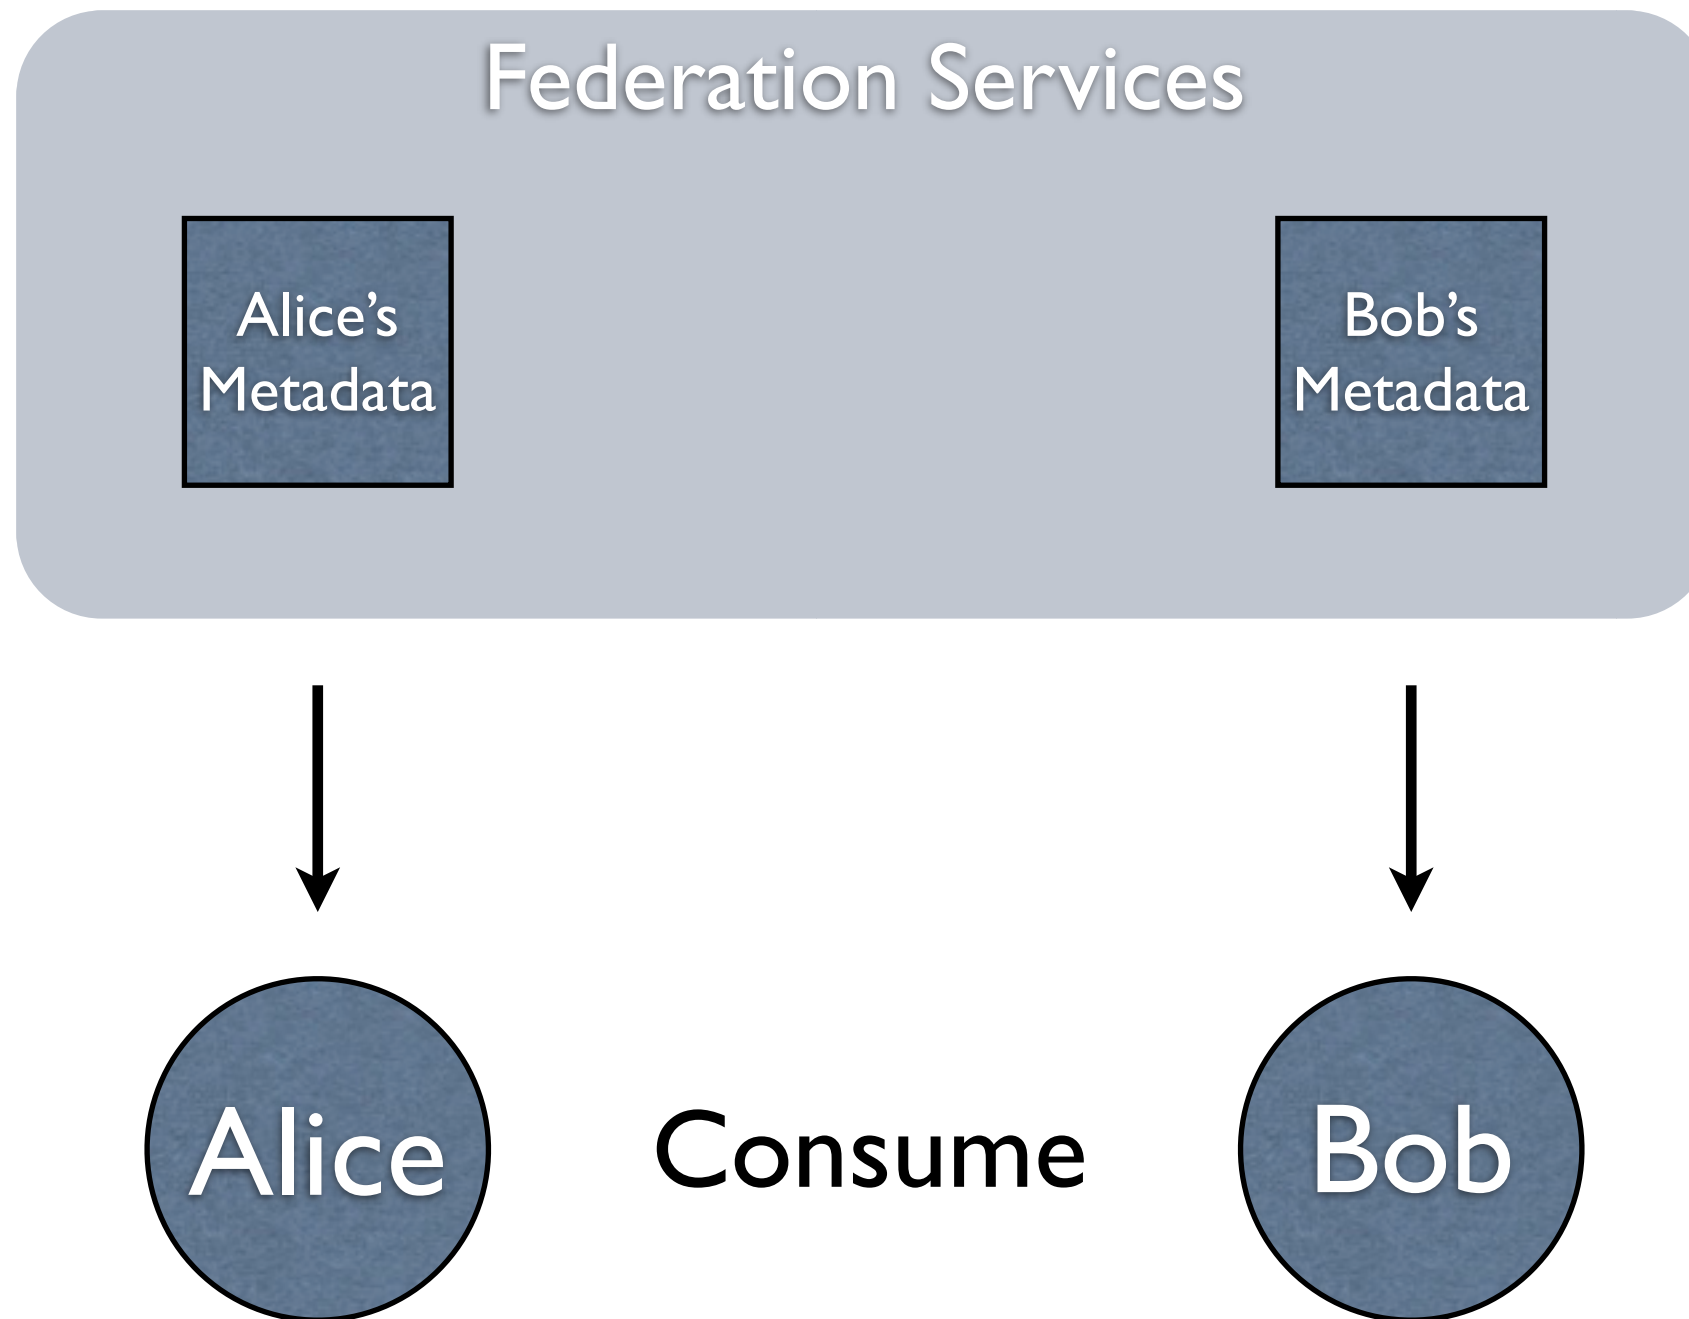 Federation Services
Alice’s
Metadata
Bob’s
Metadata
Alice
Consume
Bob